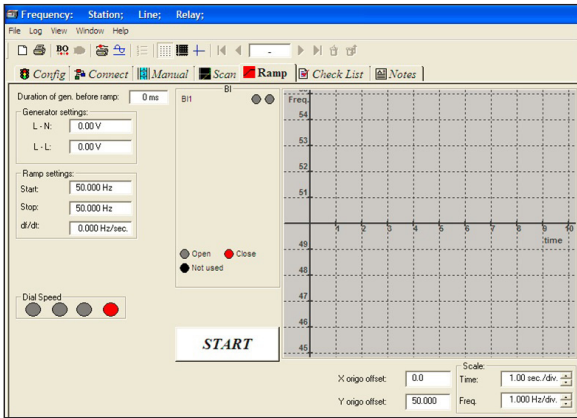 Frequency: Station; Line; Relay;
File Log View Window Help
BQ -
Config Connect Manual Scan Ramp Check List Notes
Duration of gen. before ramp: 0 ms
Generator settings:
L - N: 0.00 V
L - L: 0.00 V
Ramp settings:
Start: 50.000 Hz
Stop: 50.000 Hz
df/dt: 0.000 Hz/sec.
Dial Speed
BI
BI1
Open Close
Not used
START
Freq.
54
53
52
51
1 2 3 4 5 6 7 8 9 10
time
49
48
47
46
45
X origo offset: 0.0
Y origo offset: 50.000
Scale:
Time: 1.00 sec./div.
Freq. 1.000 Hz/div.